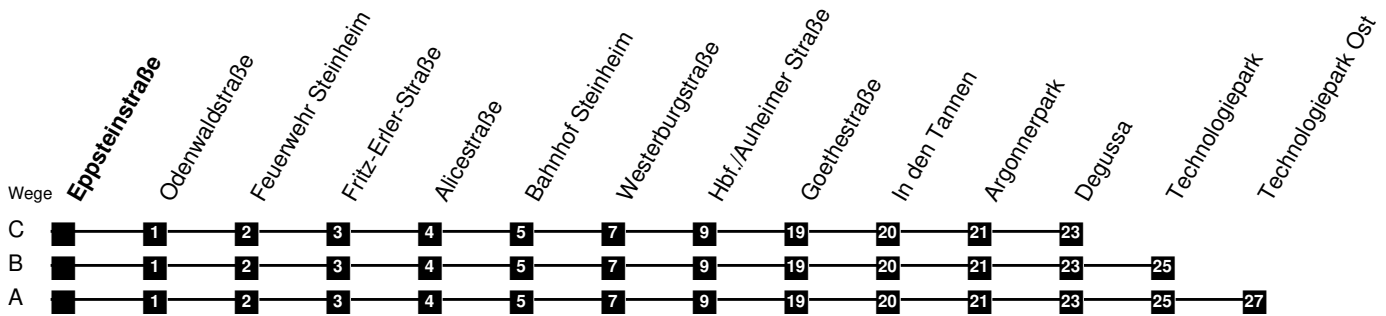 Eppsteinstraße
Odenwaldstraße
Feuerwehr Steinheim
Fritz-Erler-Straße
Alicestraße
Bahnhof Steinheim
Westerburgstraße
Hbf./Auheimer Straße
Goethestraße
In den Tannen
Argonnerpark
Degussa
Technologiepark
Technologiepark Ost
Wege
C 1 2 3 4 5 7 9 19 20 21 23
B 1 2 3 4 5 7 9 19 20 21 23 25
A 1 2 3 4 5 7 9 19 20 21 23 25 27